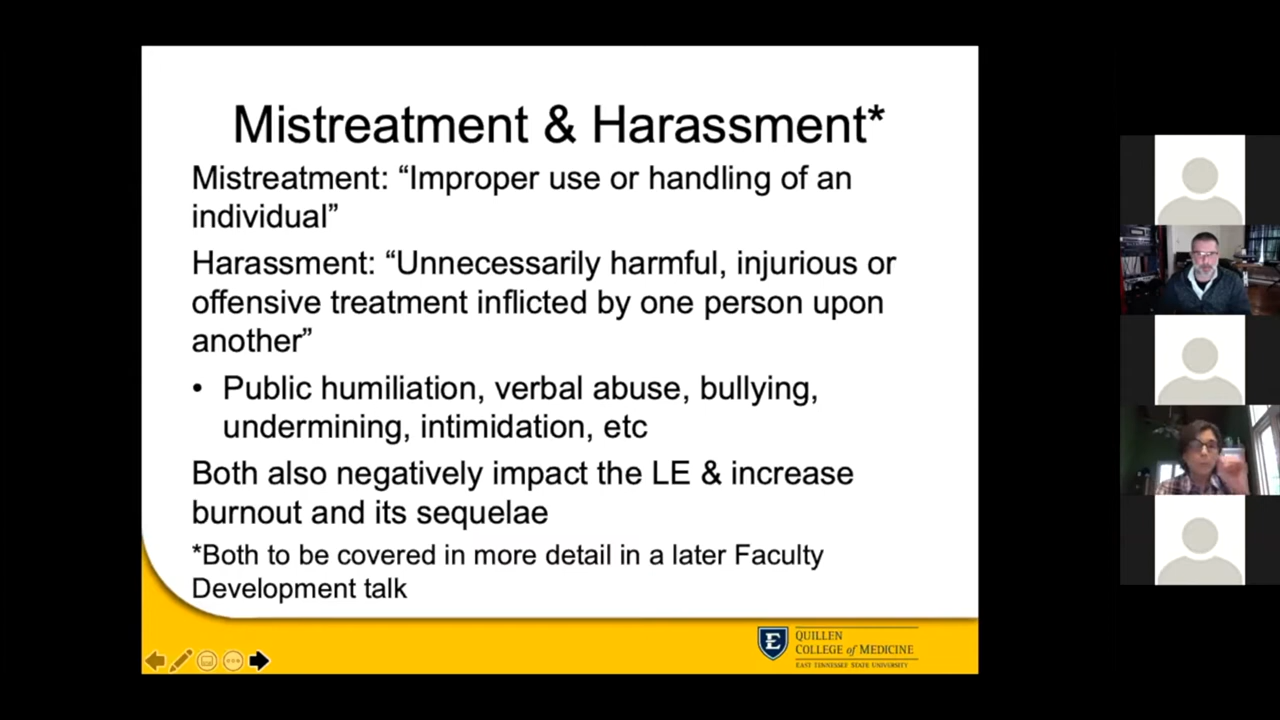 Mistreatment & Harassment*
Mistreatment: “Improper use or handling of an
individual”
Harassment: “Unnecessarily harmful, injurious or
offensive treatment inflicted by one person upon
another”
• Public humiliation, verbal abuse, bullying,
undermining, intimidation, etc
Both also negatively impact the LE & increase
burnout and its sequelae
*Both to be covered in more detail in a later Faculty
Development talk
E
QUILLEN
COLLEGE of MEDICINE
EAST TENNESSEE STATE UNIVERSITY